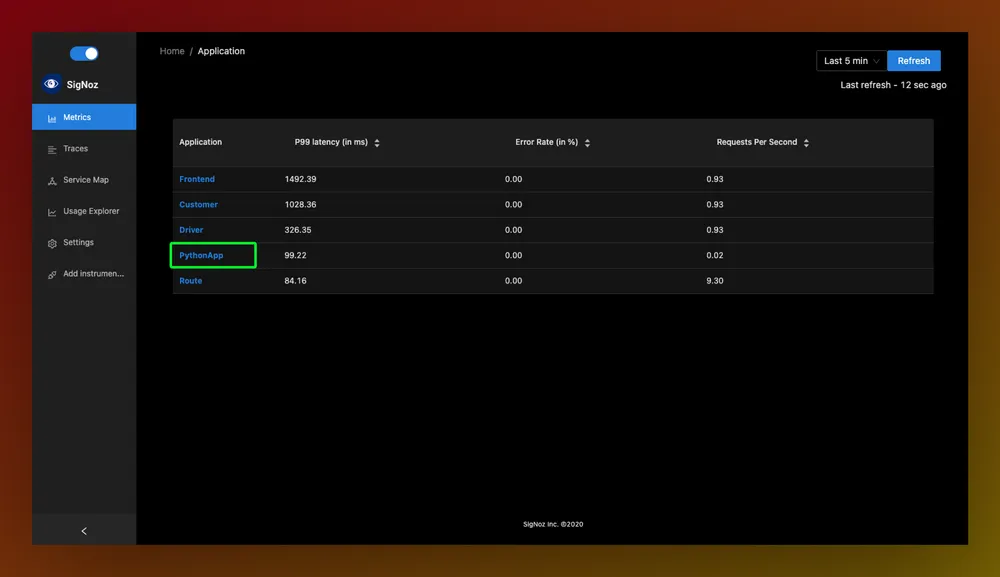 Home / Application
Last 5 min
Refresh
Last refresh - 12 sec ago
SigNoz
Metrics
Traces
Service Map
Usage Explorer
Settings
Add instrumen...
Application P99 latency (in ms) Error Rate (in %) Requests Per Second
Frontend 1492.39 0.00 0.93
Customer 1028.36 0.00 0.93
Driver 326.35 0.00 0.93
PythonApp 99.22 0.00 0.02
Route 84.16 0.00 9.30
SigNoz Inc. ©2020